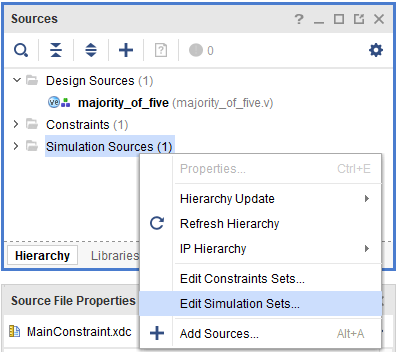 Sources
0
Design Sources (1)
majority_of_five (majority_of_five.v)
Constraints (1)
Simulation Sources (1)
Properties... Ctrl+E
Hierarchy Update
Refresh Hierarchy
IP Hierarchy
Hierarchy Libraries
Edit Constraints Sets...
Source File Properties
Edit Simulation Sets...
MainConstraint.xdc
Add Sources... Alt+A